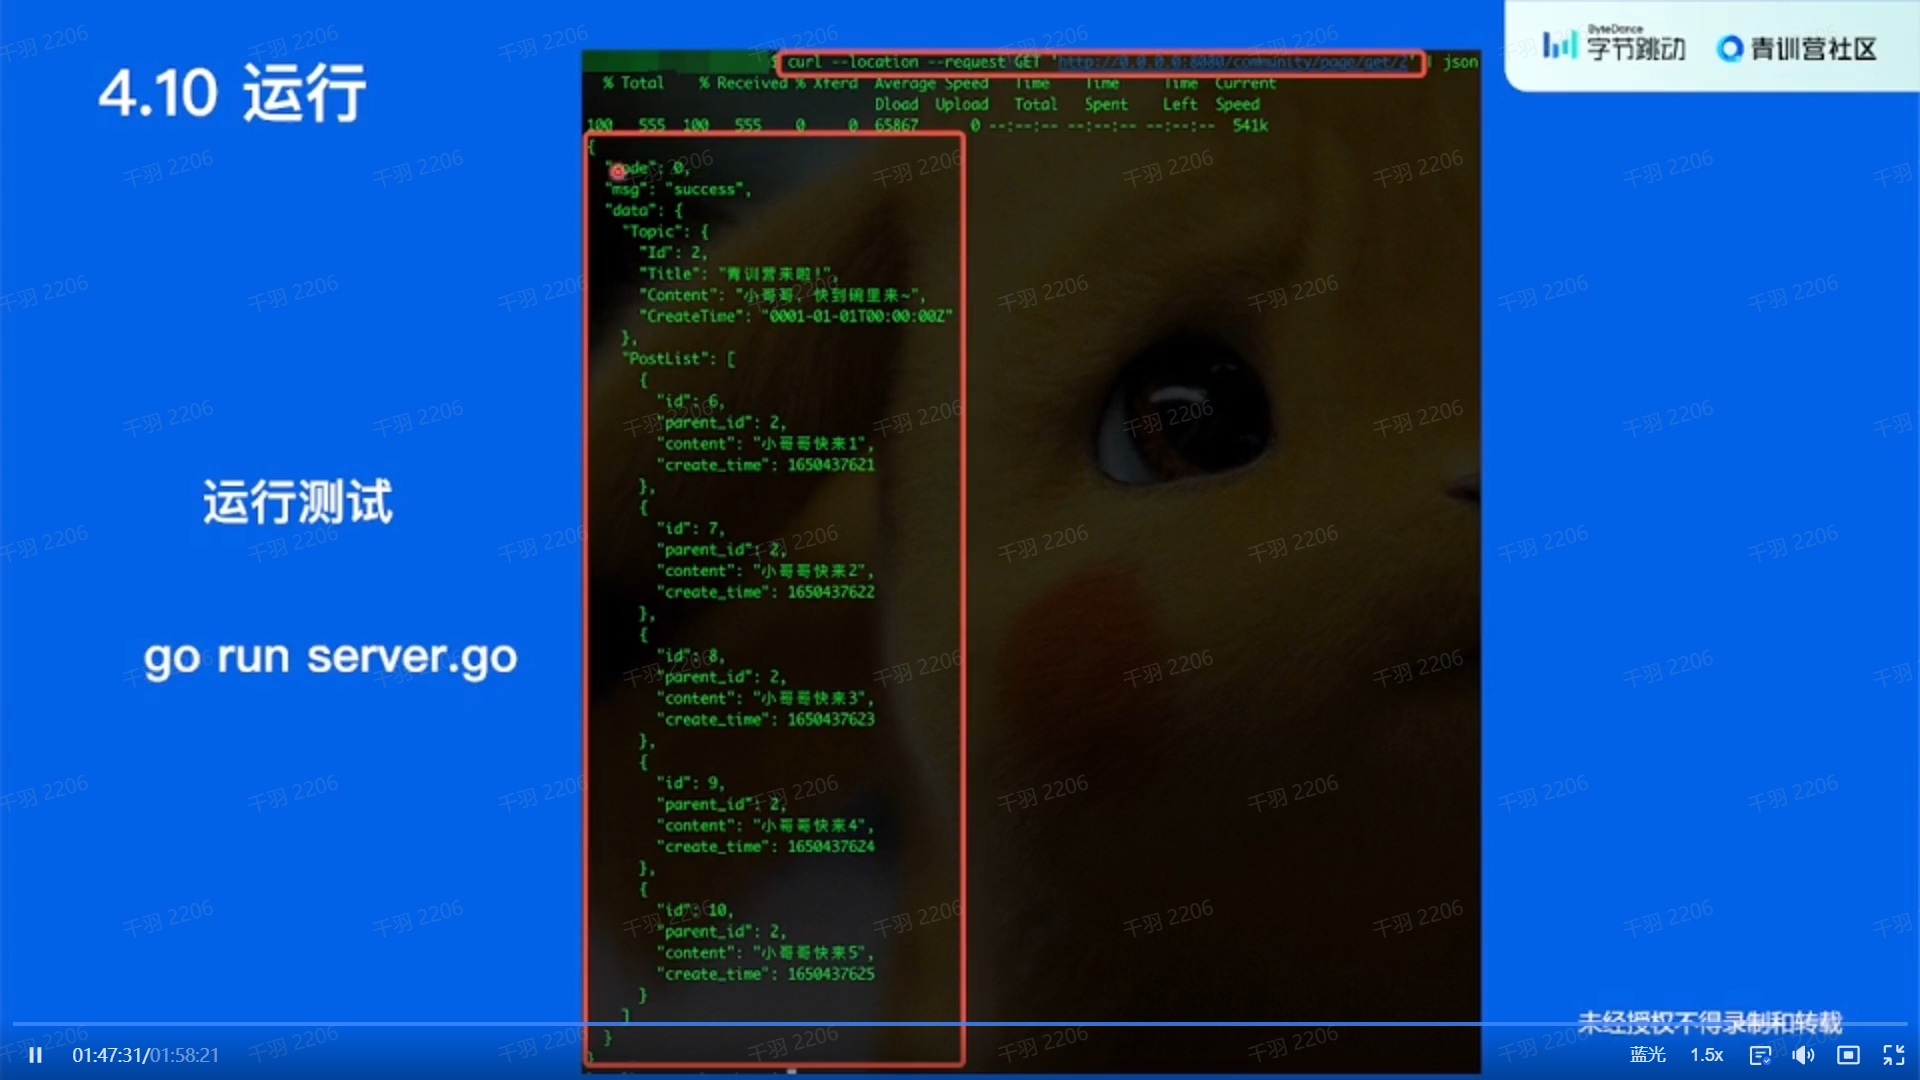 4.10 运行
ByteDance
字节跳动
青训营社区
$ curl --location --request GET 'http://0.0.0.0:8080/community/page/get/2' | json
% Total % Received % Xferd Average Speed Time Time Time Current
Dload Upload Total Spent Left Speed
100 555 100 555 0 0 65867 0 --:--:-- --:--:-- --:--:-- 541k
{
"code": 0,
"msg": "success",
"data": {
"Topic": {
"Id": 2,
"Title": "青训营来啦!",
"Content": "小哥哥，快到碗里来~",
"CreateTime": "0001-01-01T00:00:00Z"
},
"PostList": [
{
"id": 6,
"parent_id": 2,
"content": "小哥哥快来1",
"create_time": 1650437621
},
{
"id": 7,
"parent_id": 2,
"content": "小哥哥快来2",
"create_time": 1650437622
},
{
"id": 8,
"parent_id": 2,
"content": "小哥哥快来3",
"create_time": 1650437623
},
{
"id": 9,
"parent_id": 2,
"content": "小哥哥快来4",
"create_time": 1650437624
},
{
"id": 10,
"parent_id": 2,
"content": "小哥哥快来5",
"create_time": 1650437625
}
]
}
}
运行测试
go run server.go
千羽 2206
未经授权不得录制和转载
01:47:31/01:58:21
蓝光 1.5x